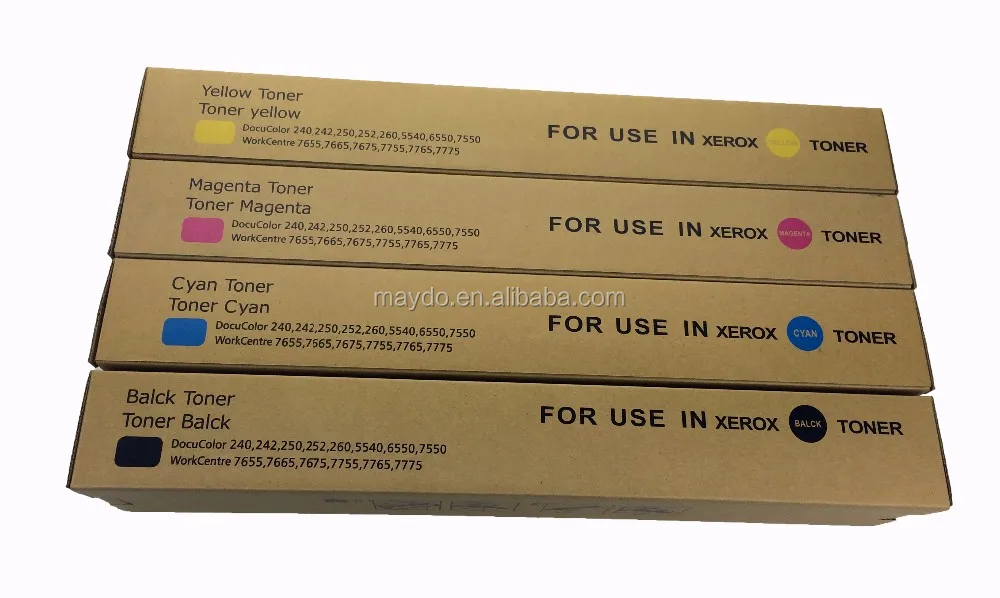 Yellow Toner
Toner yellow
DocuColor 240,242,250,252,260,5540,6550,7550
WorkCentre 7655,7665,7675,7755,7765,7775
FOR USE IN XEROX YELLOW TONER
Magenta Toner
Toner Magenta
DocuColor 240,242,250,252,260,5540,6550,7550
WorkCentre 7655,7665,7675,7755,7765,7775
FOR USE IN XEROX MAGENTA TONER
Cyan Toner
Toner Cyan
DocuColor 240,242,250,252,260,5540,6550,7550
WorkCentre 7655,7665,7675,7755,7765,7775
FOR USE IN XEROX CYAN TONER
maydo.en.alibaba.com
Balck Toner
Toner Balck
DocuColor 240,242,250,252,260,5540,6550,7550
WorkCentre 7655,7665,7675,7755,7765,7775
FOR USE IN XEROX BALCK TONER